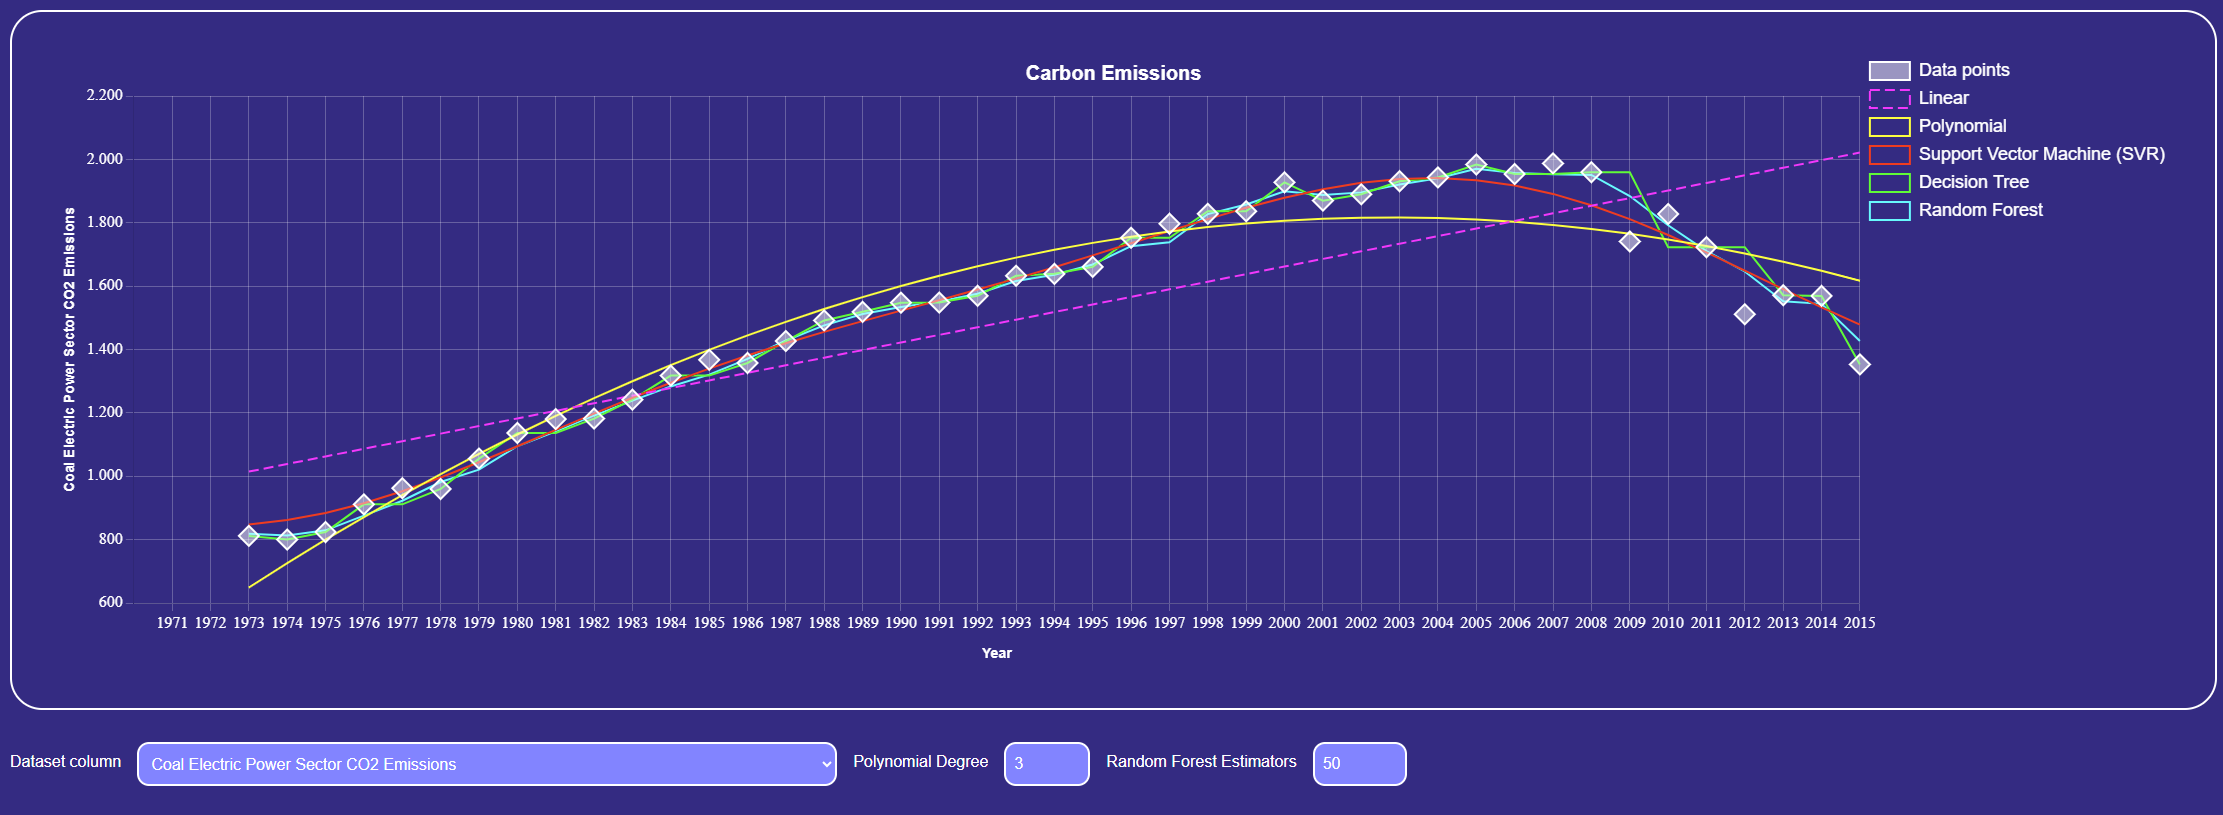 Carbon Emissions
Data points
Linear
Polynomial
Support Vector Machine (SVR)
Decision Tree
Random Forest
Coal Electric Power Sector CO2 Emissions
2.200
2.000
1.800
1.600
1.400
1.200
1.000
800
600
1971 1972 1973 1974 1975 1976 1977 1978 1979 1980 1981 1982 1983 1984 1985 1986 1987 1988 1989 1990 1991 1992 1993 1994 1995 1996 1997 1998 1999 2000 2001 2002 2003 2004 2005 2006 2007 2008 2009 2010 2011 2012 2013 2014 2015
Year
Dataset column Coal Electric Power Sector CO2 Emissions Polynomial Degree 3 Random Forest Estimators 50